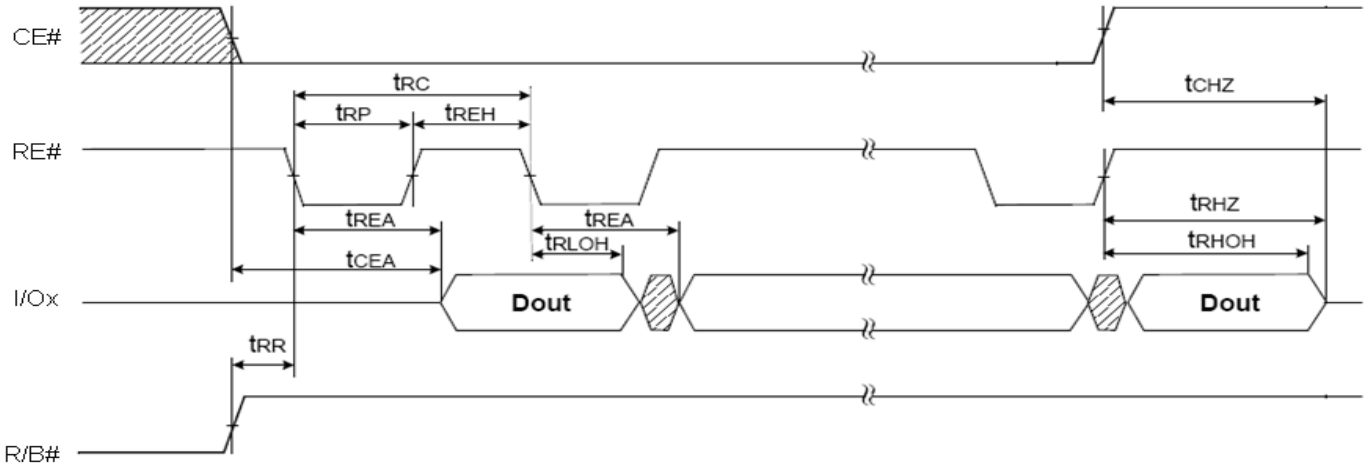 CE#
tRC
tCHZ
tRP
tREH
RE#
tREA
tREA
tRHZ
tRLOH
tRHOH
tCEA
I/Ox
Dout
Dout
tRR
R/B#